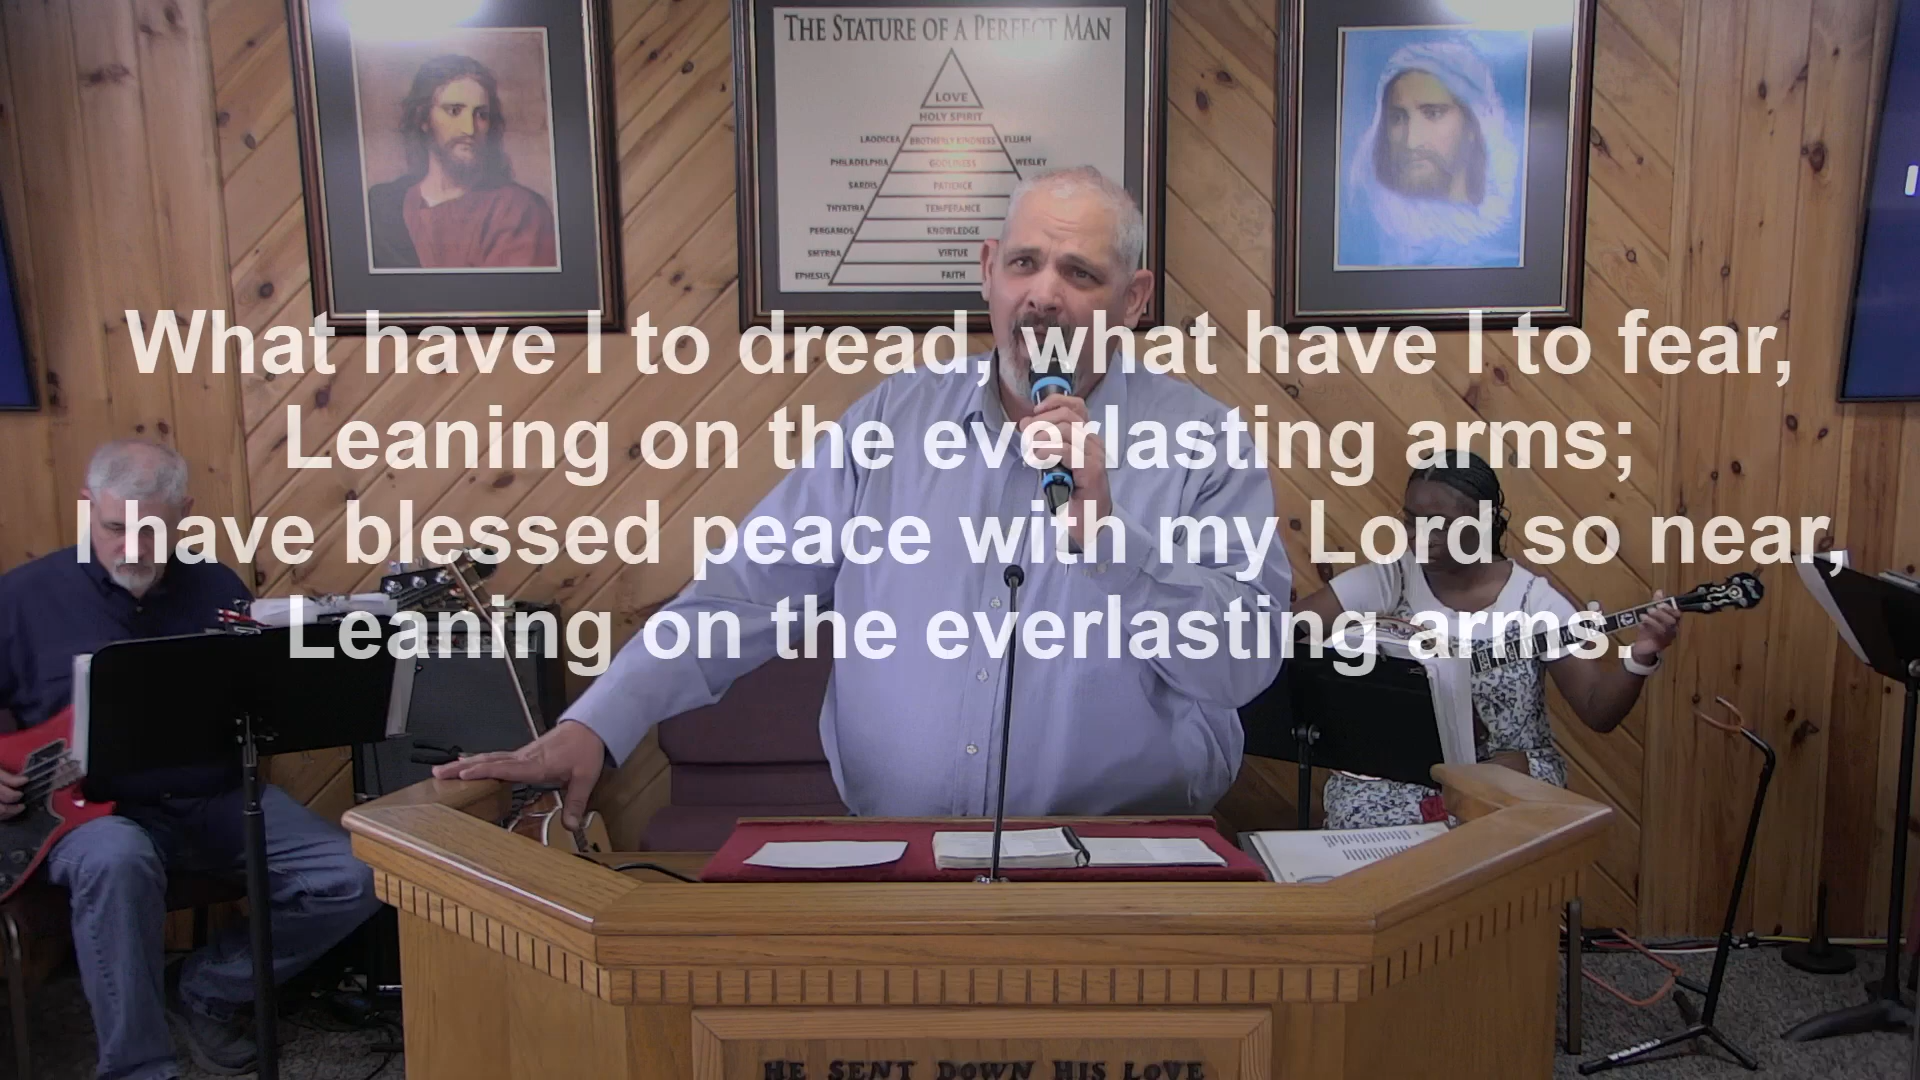 THE STATURE OF A PERFECT MAN
LOVE
HOLY SPIRIT
LAODICEA BROTHERLY KINDNESS ELIJAH
PHILADELPHIA GODLINESS WESLEY
SARDIS PATIENCE
THYATIRA TEMPERANCE
PERGAMOS KNOWLEDGE
SMYRNA VIRTUE
EPHESUS FAITH
What have I to dread, what have I to fear,
Leaning on the everlasting arms;
I have blessed peace with my Lord so near,
Leaning on the everlasting arms.
HE SENT DOWN HIS LOVE